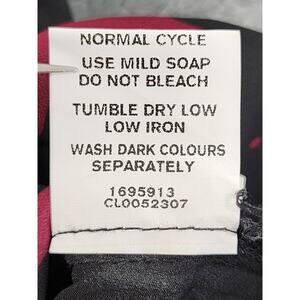 NORMAL CYCLE
USE MILD SOAP
DO NOT BLEACH
TUMBLE DRY LOW
LOW IRON
WASH DARK COLOURS
SEPARATELY
1695913
CL0052307